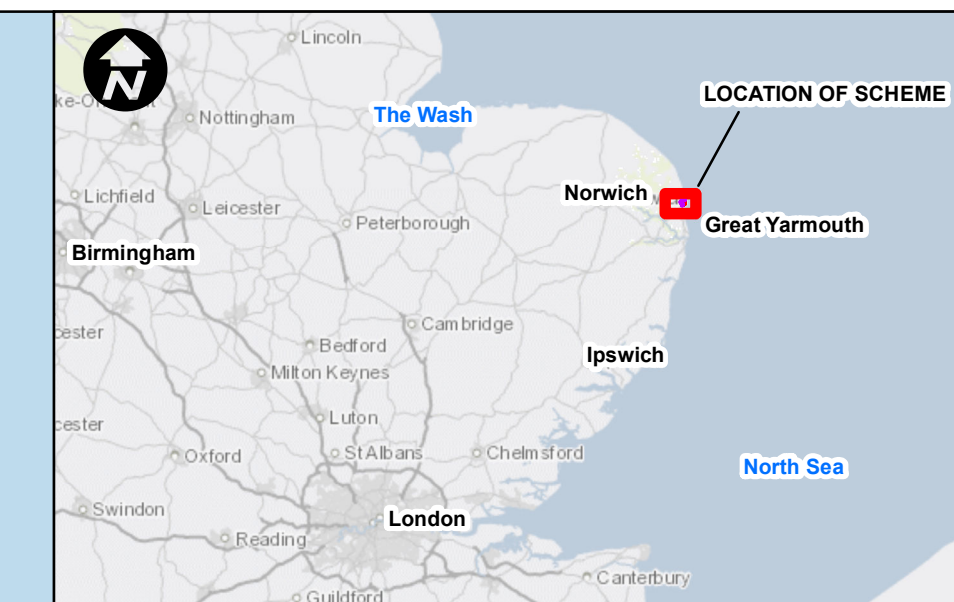 N
Lincoln
LOCATION OF SCHEME
Nottingham
The Wash
Lichfield
Norwich
Leicester
Peterborough
Great Yarmouth
Birmingham
Cambridge
Bedford
Ipswich
Milton Keynes
cester
Luton
cester
Oxford
St Albans
Chelmsford
North Sea
Swindon
London
Reading
Canterbury
Guildford